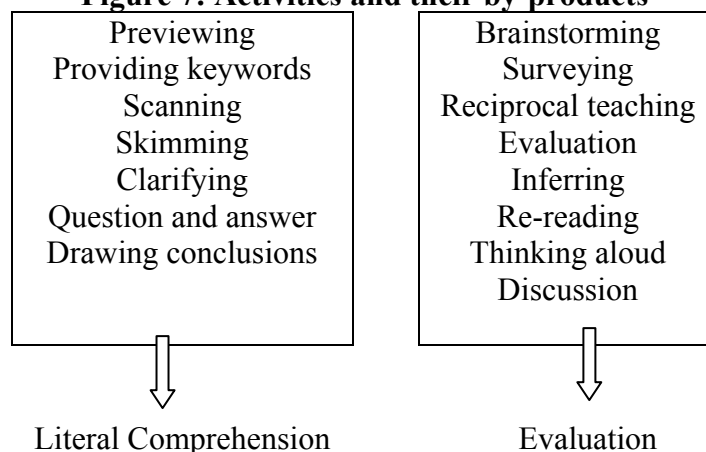 Figure 7. Activities and their by-products
Previewing
Providing keywords
Scanning
Skimming
Clarifying
Question and answer
Drawing conclusions
Brainstorming
Surveying
Reciprocal teaching
Evaluation
Inferring
Re-reading
Thinking aloud
Discussion
Literal Comprehension
Evaluation